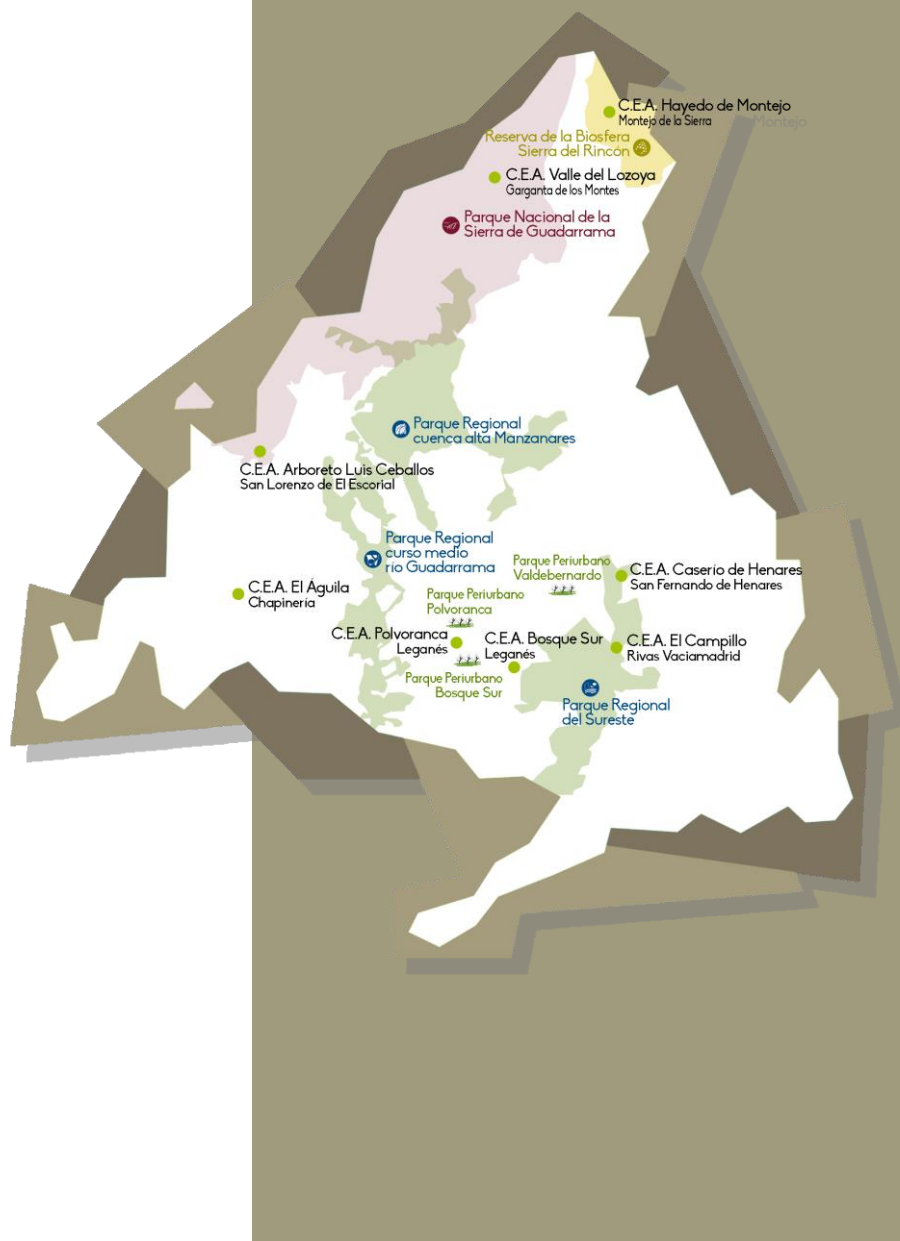 C.E.A. Hayedo de Montejo
Montejo de la Sierra
Montejo
Reserva de la Biosfera
Sierra del Rincón
C.E.A. Valle del Lozoya
Garganta de los Montes
Parque Nacional de la
Sierra de Guadarrama
Parque Regional
cuenca alta Manzanares
C.E.A. Arboreto Luis Ceballos
San Lorenzo de El Escorial
Parque Regional
curso medio
río Guadarrama
Parque Periurbano
Valdebernardo
C.E.A. Caserío de Henares
San Fernando de Henares
C.E.A. El Águila
Chapinería
Parque Periurbano
Polvoranca
C.E.A. Polvoranca
Leganés
C.E.A. Bosque Sur
Leganés
C.E.A. El Campillo
Rivas Vaciamadrid
Parque Periurbano
Bosque Sur
Parque Regional
del Sureste